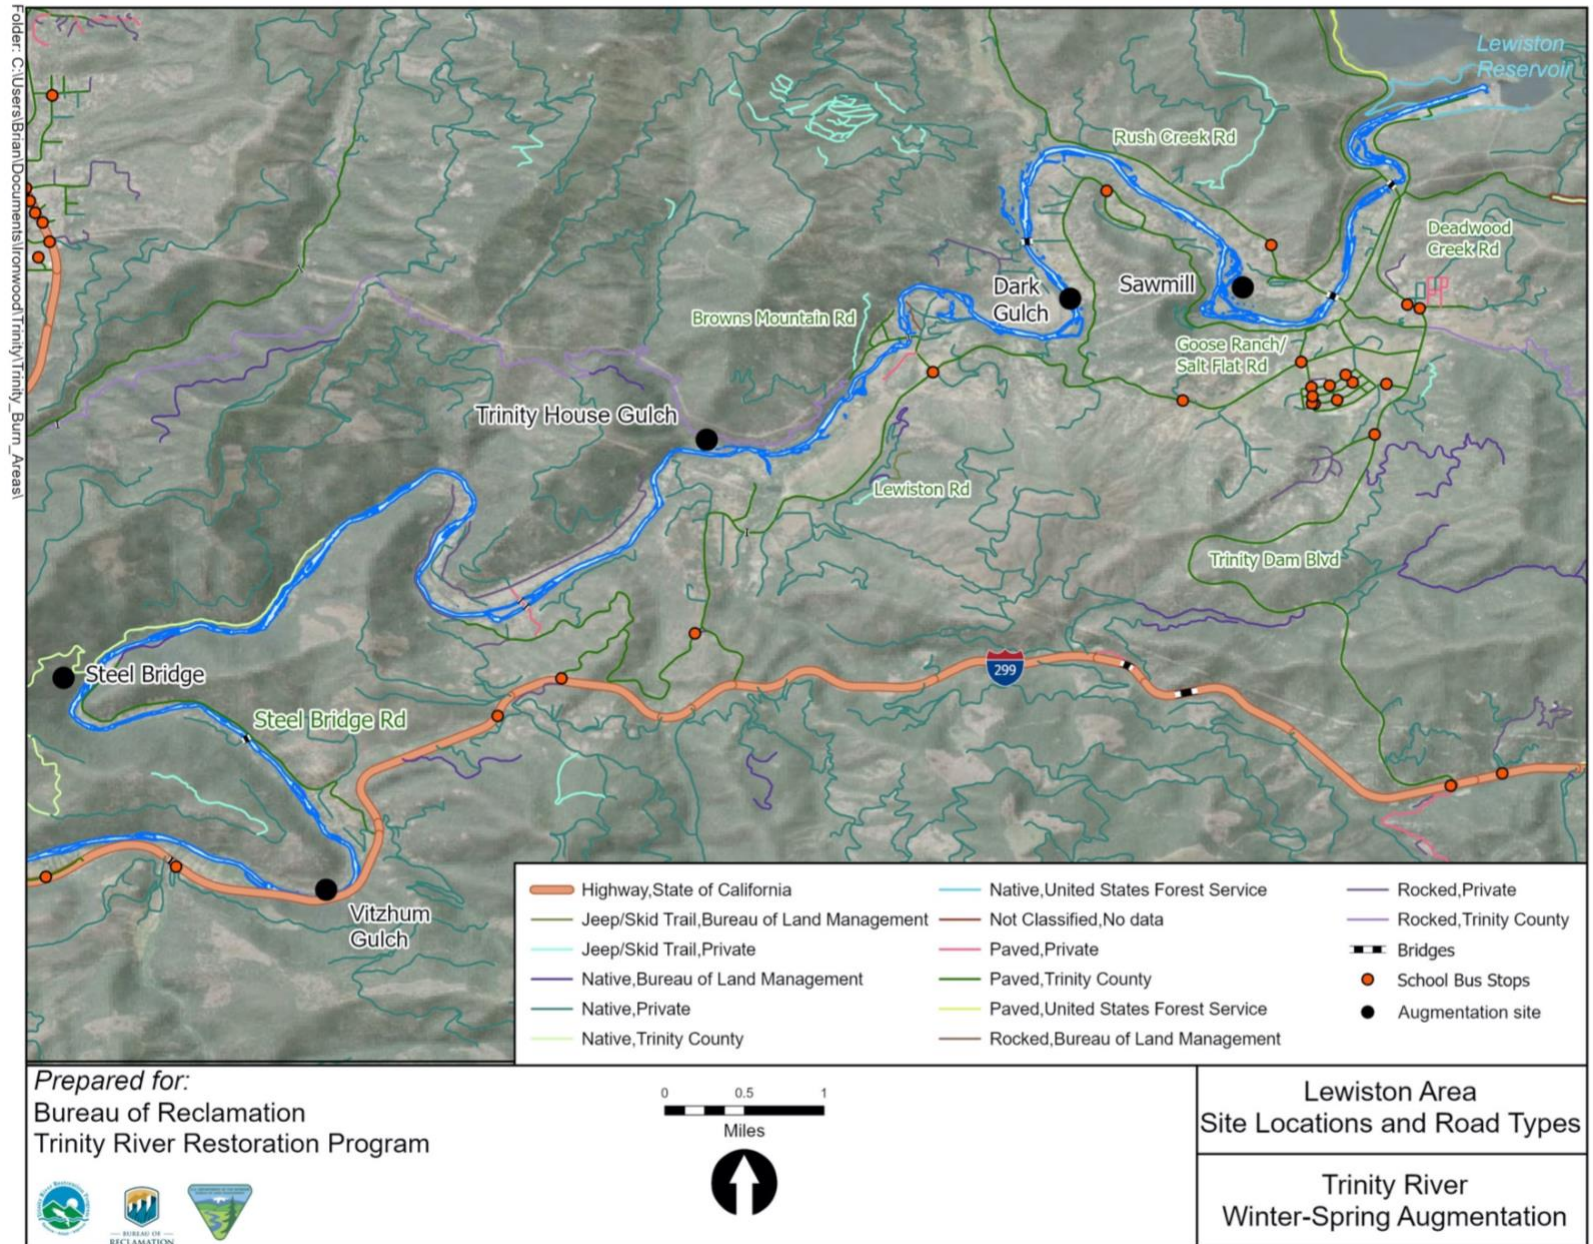 Folder: C:\Users\Brian\Documents\Ironwood\Trinity\Trinity_Burn_Areas\
Lewiston
Reservoir
Rush Creek Rd
Deadwood
Creek Rd
Dark
Gulch
Sawmill
Browns Mountain Rd
Goose Ranch/
Salt Flat Rd
Trinity House Gulch
Lewiston Rd
Trinity Dam Blvd
299
Steel Bridge
Steel Bridge Rd
Vitzhum
Gulch
Highway,State of California
Jeep/Skid Trail,Bureau of Land Management
Jeep/Skid Trail,Private
Native,Bureau of Land Management
Native,Private
Native,Trinity County
Native,United States Forest Service
Not Classified,No data
Paved,Private
Paved,Trinity County
Paved,United States Forest Service
Rocked,Bureau of Land Management
Rocked,Private
Rocked,Trinity County
Bridges
School Bus Stops
Augmentation site
Prepared for:
Bureau of Reclamation
Trinity River Restoration Program
0 0.5 1
Miles
Lewiston Area
Site Locations and Road Types
Trinity River
Winter-Spring Augmentation
BUREAU OF
RECLAMATION